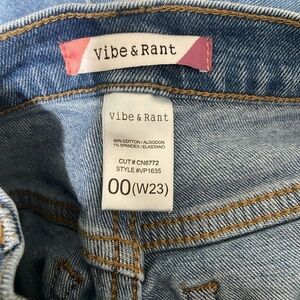 Vibe & Rant
Vibe & Rant
99% COTTON / ALGODON
1% SPANDEX / ELASTANO
CUT # CN6772
STYLE #VP1635
00 (W23)